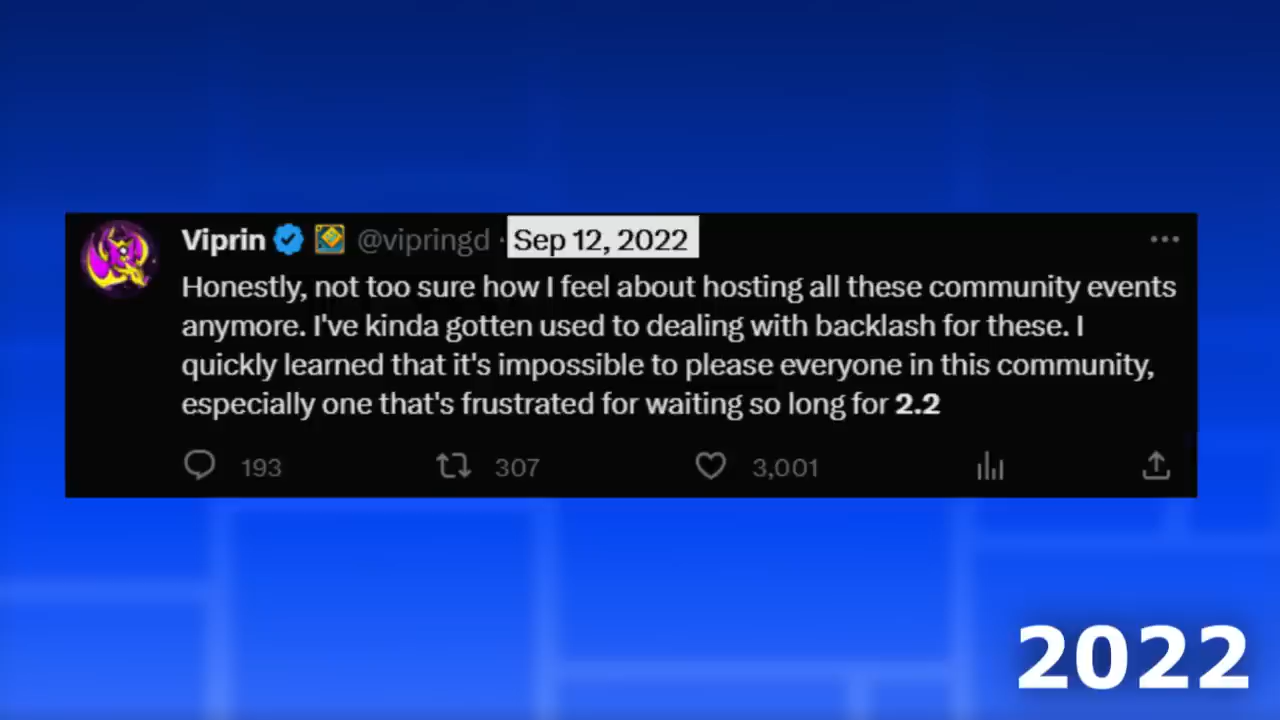 Viprin @vipringd · Sep 12, 2022
Honestly, not too sure how I feel about hosting all these community events
anymore. I've kinda gotten used to dealing with backlash for these. I
quickly learned that it's impossible to please everyone in this community,
especially one that's frustrated for waiting so long for 2.2
193 307 3,001
2022